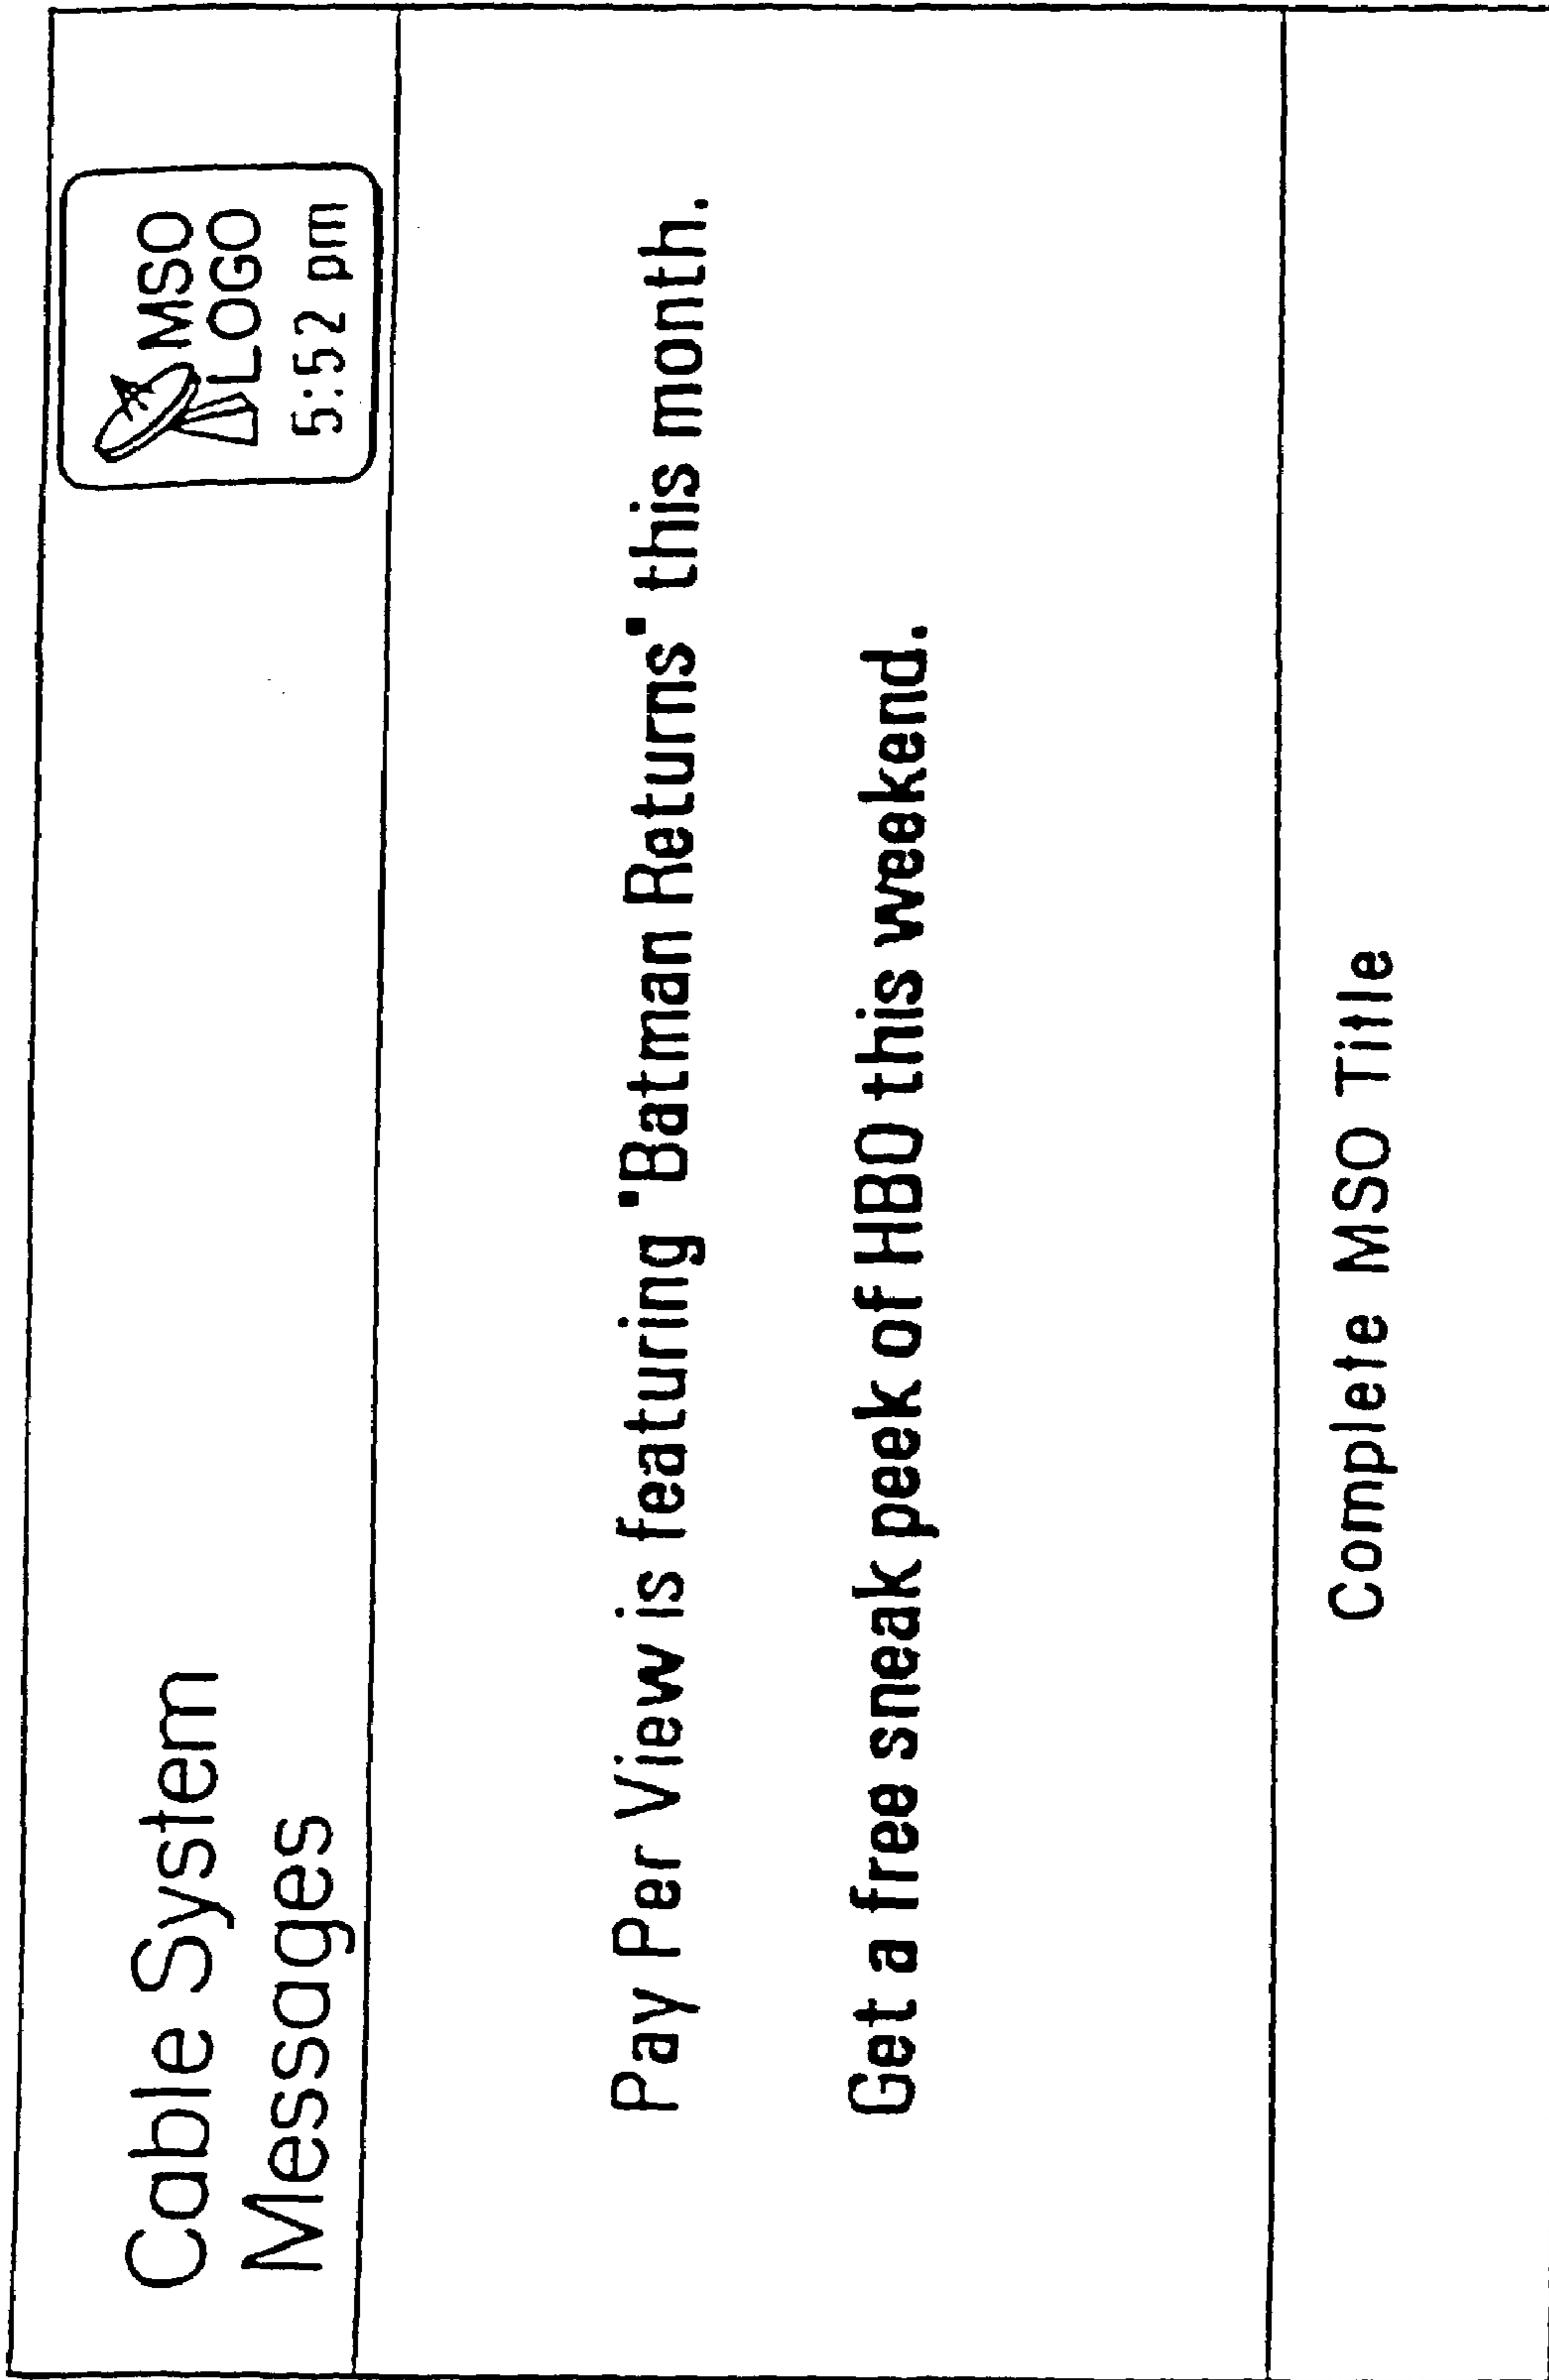 Cable System
Messages
MSO
LOGO
5:52 pm
Pay Per View is featuring "Batman Returns" this month.
Get a free sneak peek of HBO this weekend.
Complete MSO Title